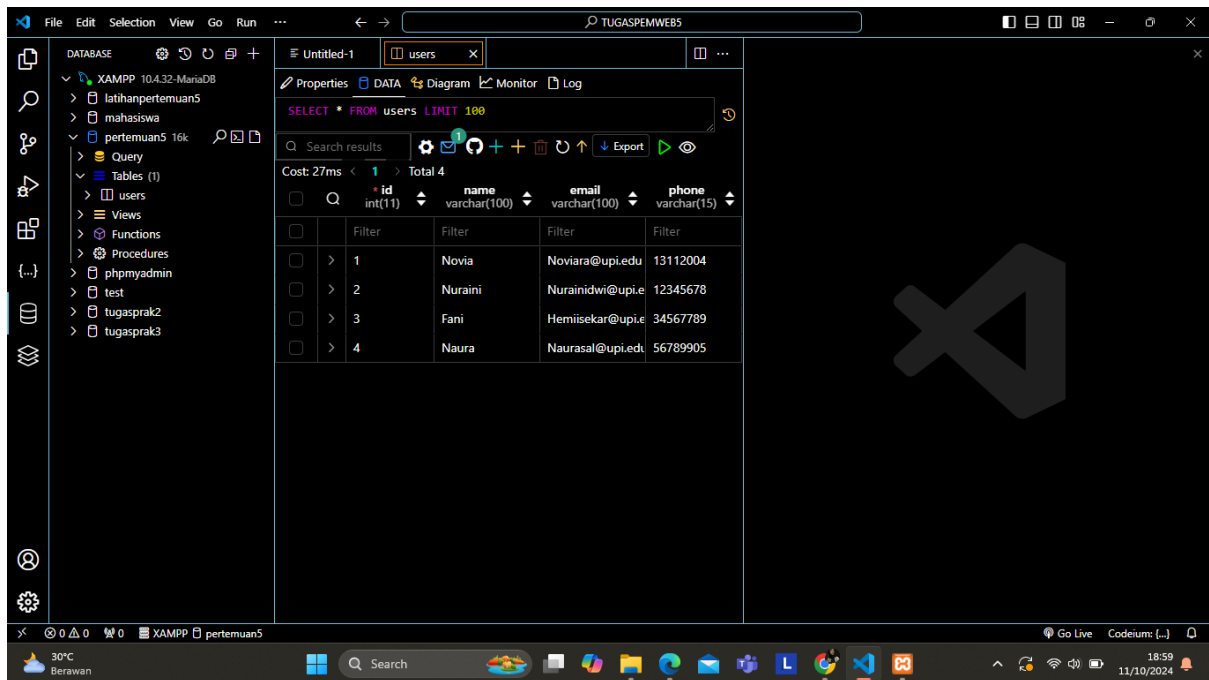 File Edit Selection View Go Run ··· TUGASPEMWEB5
DATABASE
XAMPP 10.4.32-MariaDB
latihanpertemuan5
mahasiswa
pertemuan5 16k
Query
Tables (1)
users
Views
Functions
Procedures
phpmyadmin
test
tugasprak2
tugasprak3
Untitled-1 users
Properties DATA Diagram Monitor Log
SELECT * FROM users LIMIT 100
Search results 1 Export
Cost: 27ms < 1 > Total 4
* id name email phone
int(11) varchar(100) varchar(100) varchar(15)
Filter Filter Filter Filter
1 Novia Noviara@upi.edu 13112004
2 Nuraini Nurainidwi@upi.e 12345678
3 Fani Hemiisekar@upi.e 34567789
4 Naura Naurasal@upi.edu 56789905
0 0 0 XAMPP pertemuan5 Go Live Codeium: {...}
30°C
Berawan
Search
L
18:59
11/10/2024